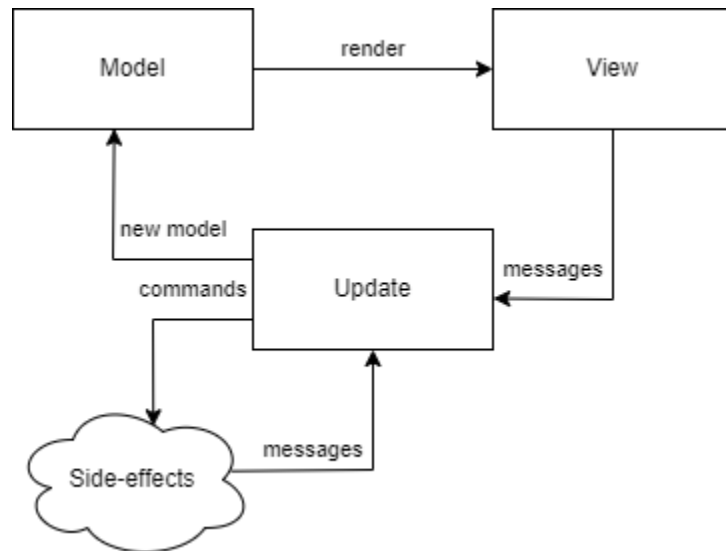 Model
render
View
new model
commands
Update
messages
Side-effects
messages